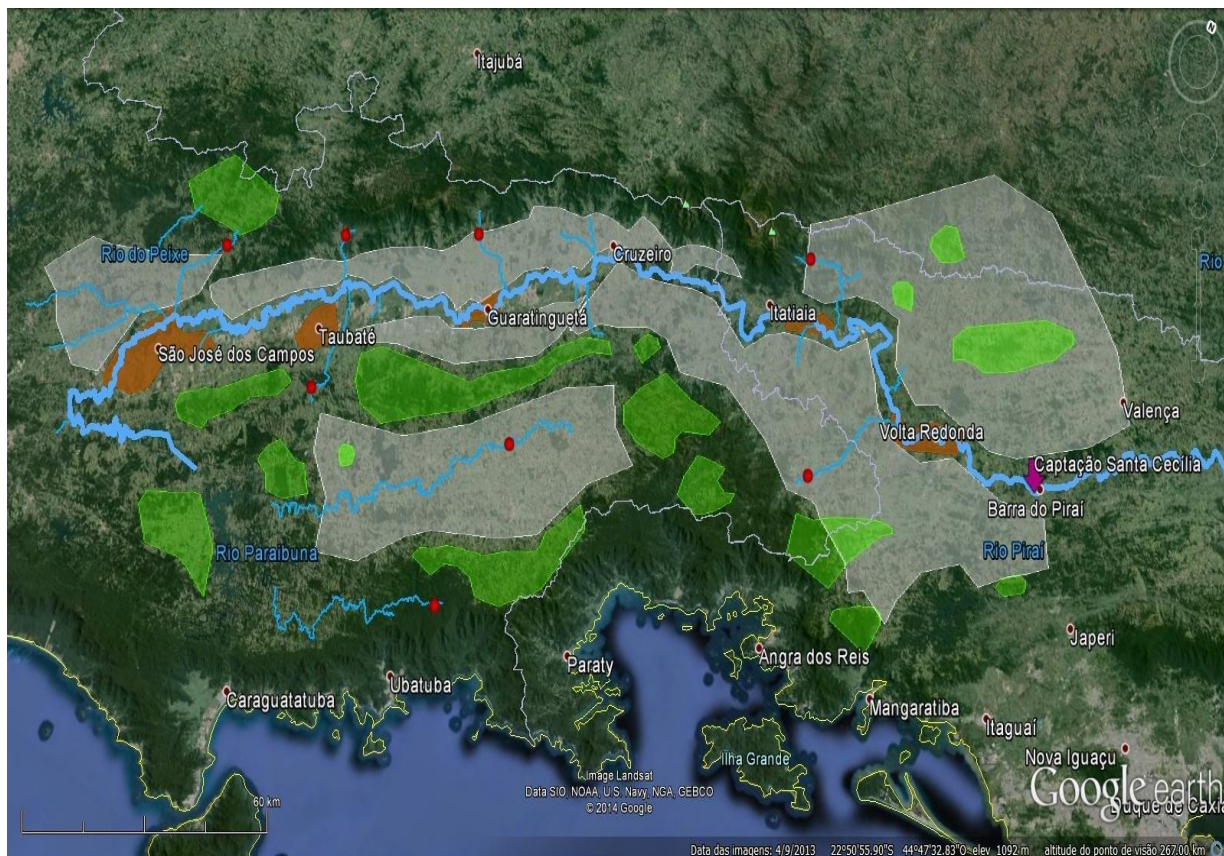 Itajubá
Rio do Peixe
Cruzeiro
Rio
Itatiaia
Guaratinguetá
Taubaté
São José dos Campos
Valença
Volta Redonda
Captação Santa Cecília
Barra do Piraí
Rio Paraibuna
Rio Piraí
Japeri
Paraty
Angra dos Reis
Ubatuba
Caraguatatuba
Mangaratiba
Itaguaí
Nova Iguaçu
Ilha Grande
Image Landsat
Data SIO, NOAA, U.S. Navy, NGA, GEBCO
© 2014 Google
Google earth
60 km
Duque de Caxia
Data das imagens: 4/9/2013 22°50'55.90"S 44°47'32.83"O elev 1092 m altitude do ponto de visão 267.00 km
N